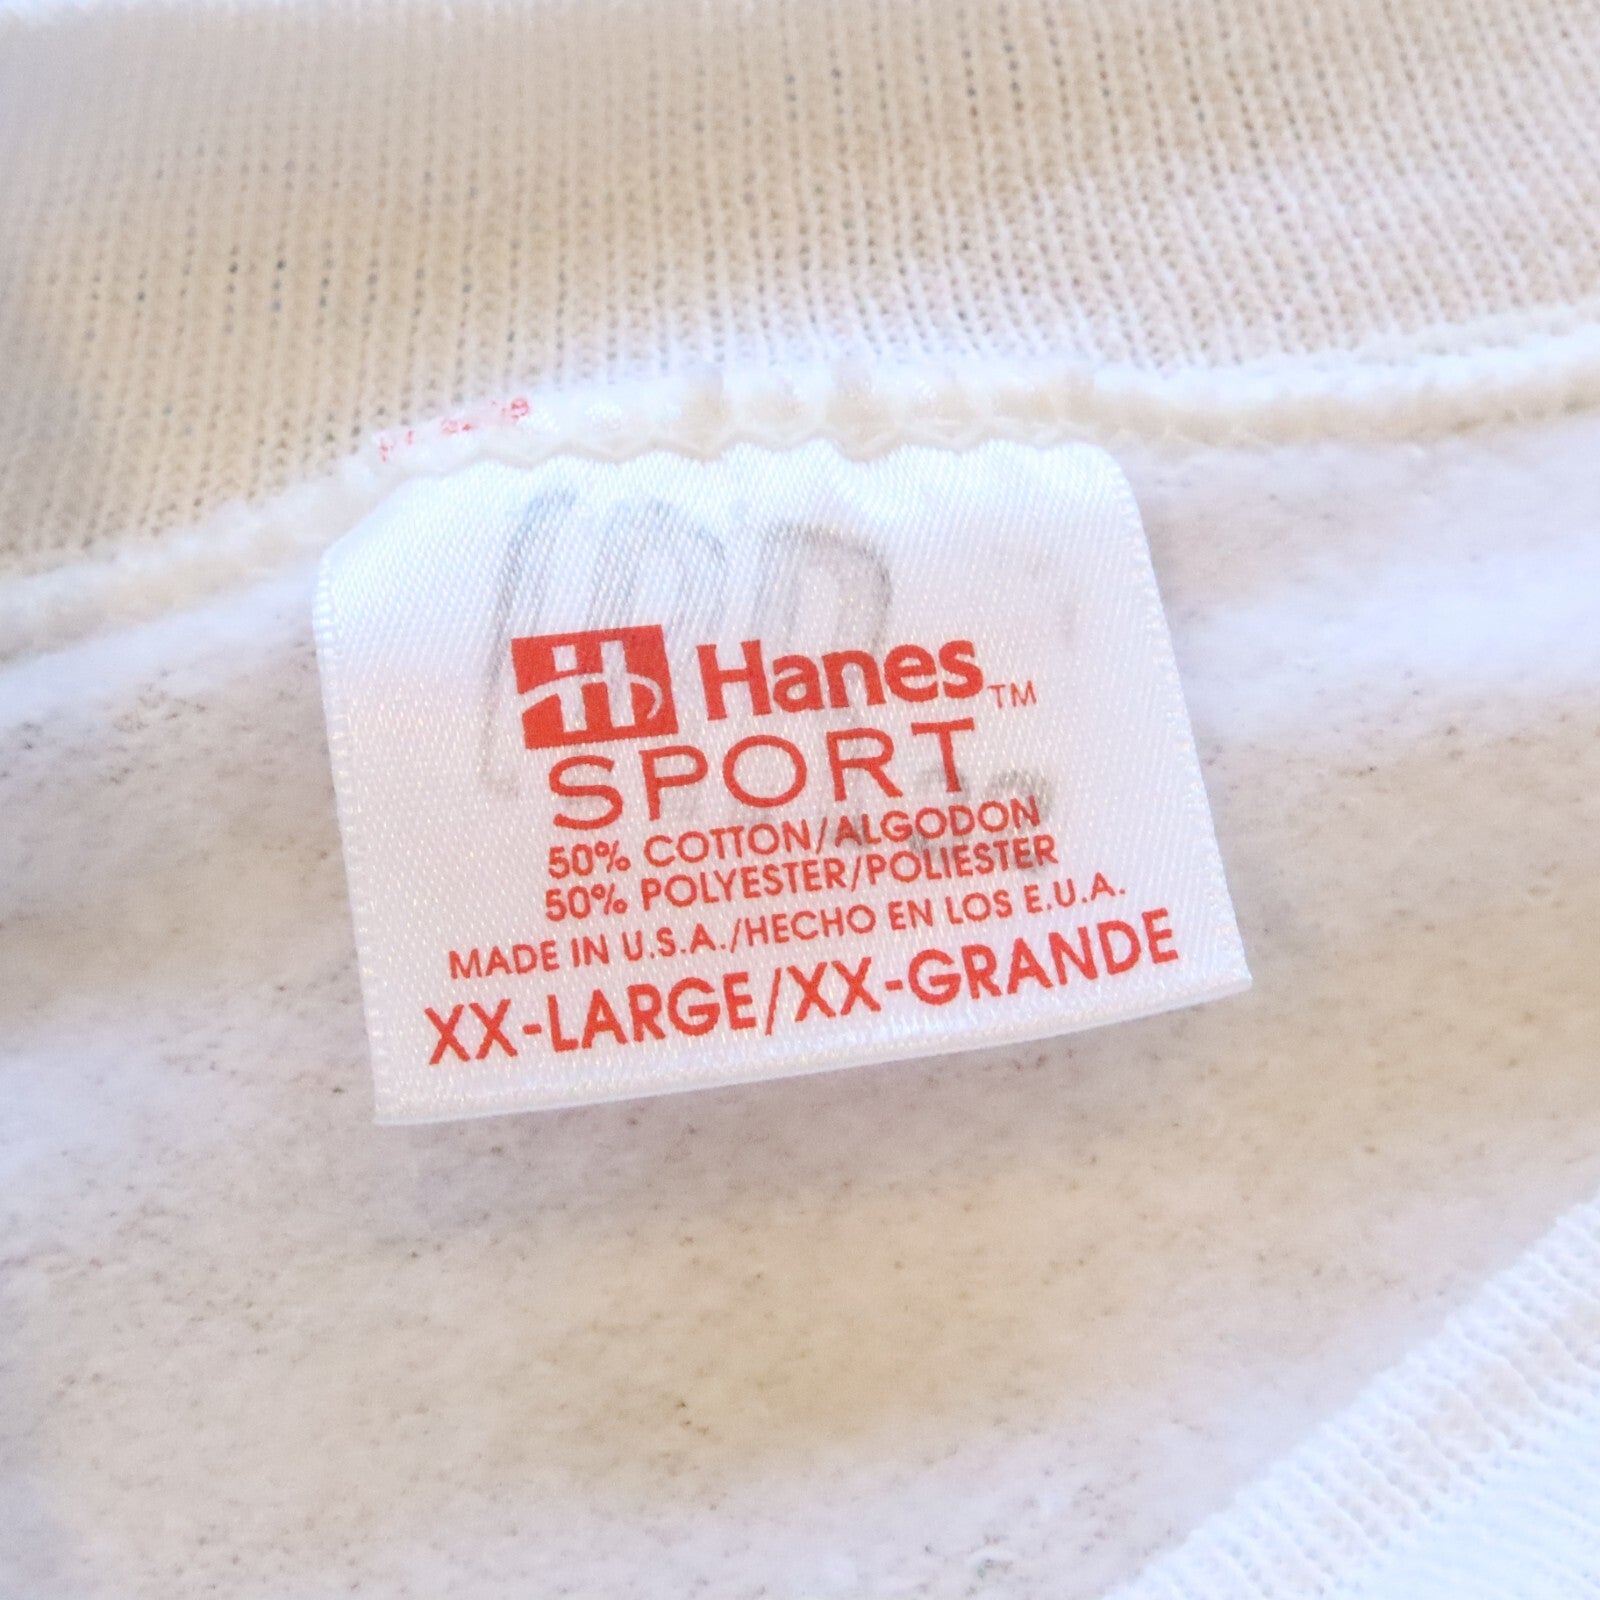 Hanes™
SPORT
50% COTTON/ALGODON
50% POLYESTER/POLIESTER
MADE IN U.S.A./HECHO EN LOS E.U.A.
XX-LARGE/XX-GRANDE